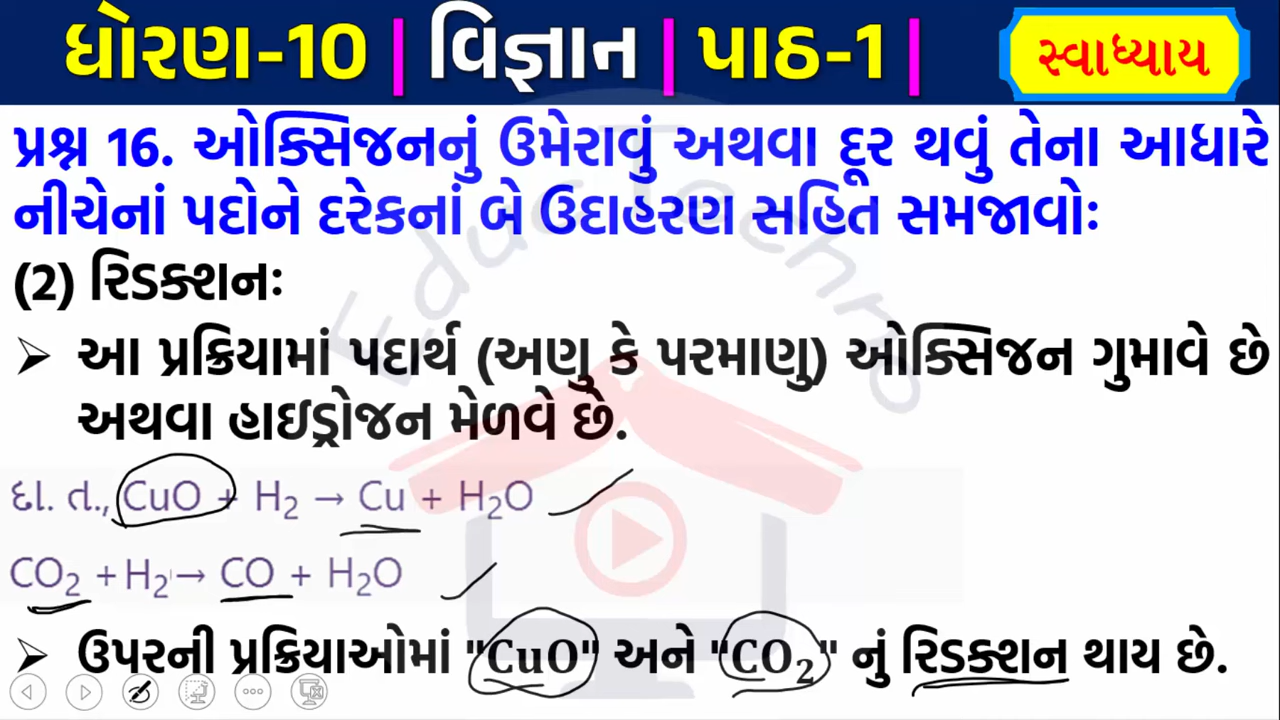 ધોરણ-10 | વિજ્ઞાન | પાઠ-1 |
સ્વાધ્યાય
પ્રશ્ન 16. ઓક્સિજનનું ઉમેરાવું અથવા દૂર થવું તેના આધારે
નીચેનાં પદોને દરેકનાં બે ઉદાહરણ સહિત સમજાવોઃ
(2) રિડક્શનઃ
➢ આ પ્રક્રિયામાં પદાર્થ (અણુ કે પરમાણુ) ઓક્સિજન ગુમાવે છે
અથવા હાઇડ્રોજન મેળવે છે.
દા. ત., CuO + H₂ → Cu + H₂O
CO₂ + H₂ → CO + H₂O
➢ ઉપરની પ્રક્રિયાઓમાં "CuO" અને "CO₂" નું રિડક્શન થાય છે.
Educ Techro